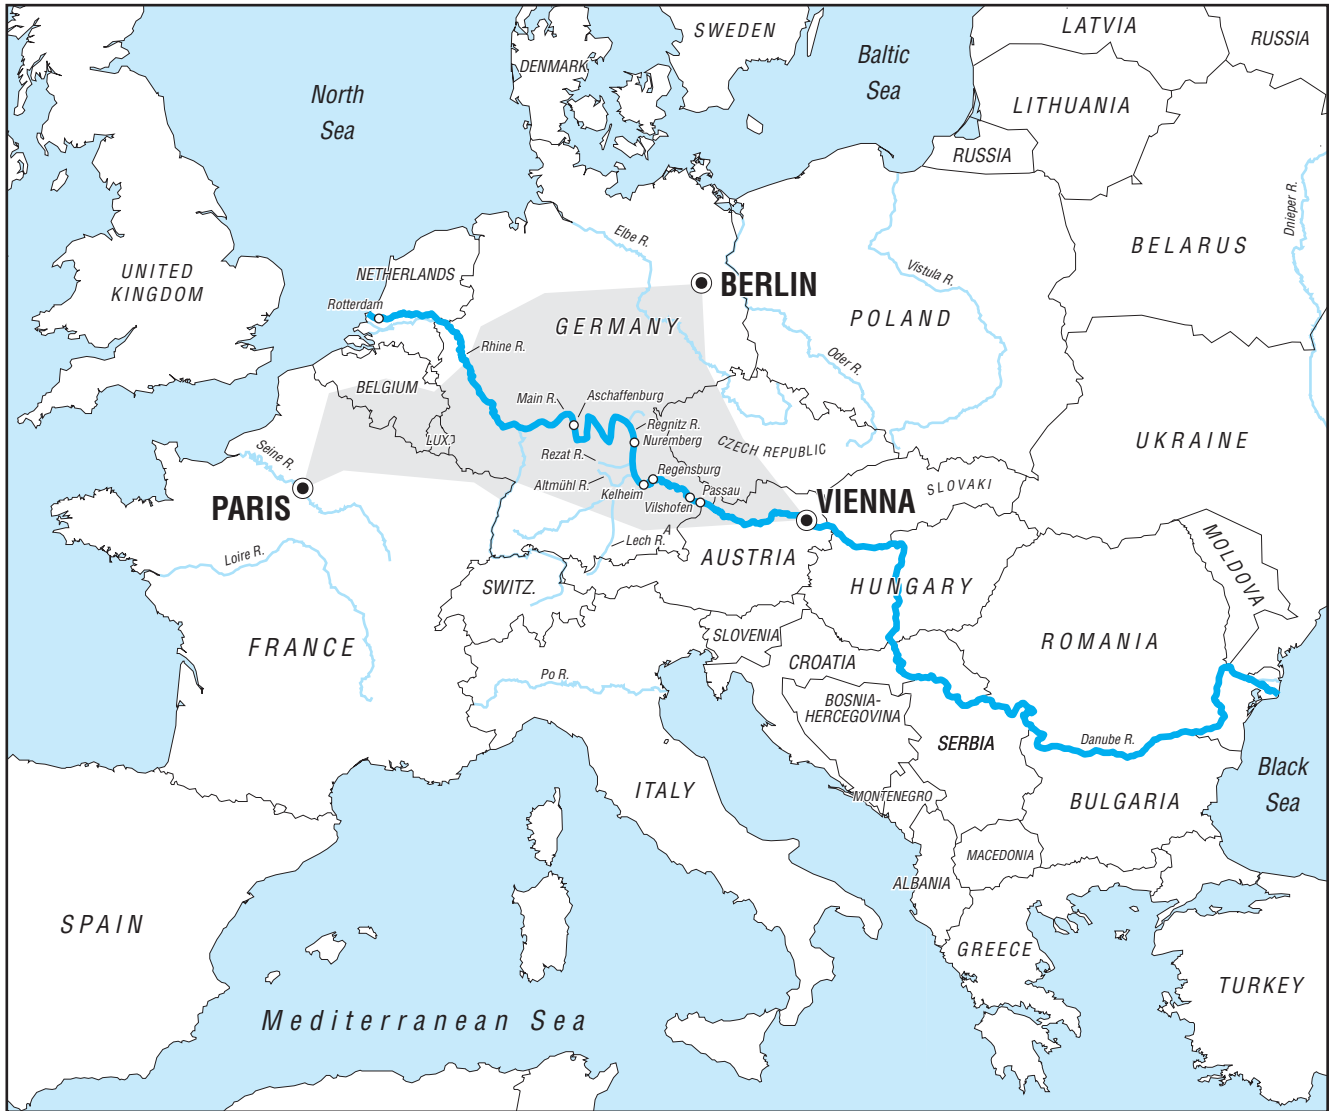 SWEDEN
LATVIA
RUSSIA
Baltic
Sea
DENMARK
North
Sea
LITHUANIA
RUSSIA
Dnieper R.
Elbe R.
BELARUS
UNITED
KINGDOM
NETHERLANDS
Vistula R.
BERLIN
Rotterdam
GERMANY
POLAND
Rhine R.
Oder R.
BELGIUM
Main R.
Aschaffenburg
Regnitz R.
LUX.
Nuremberg
CZECH REPUBLIC
UKRAINE
Seine R.
Rezat R.
Regensburg
Altmühl R.
Kelheim
Passau
Vilshofen
SLOVAKI
PARIS
VIENNA
A
Lech R.
Loire R.
AUSTRIA
MOLDOVA
SWITZ.
HUNGARY
SLOVENIA
ROMANIA
FRANCE
CROATIA
Po R.
BOSNIA-
HERCEGOVINA
SERBIA
Danube R.
Black
Sea
ITALY
MONTENEGRO
BULGARIA
MACEDONIA
ALBANIA
SPAIN
GREECE
TURKEY
Mediterranean Sea